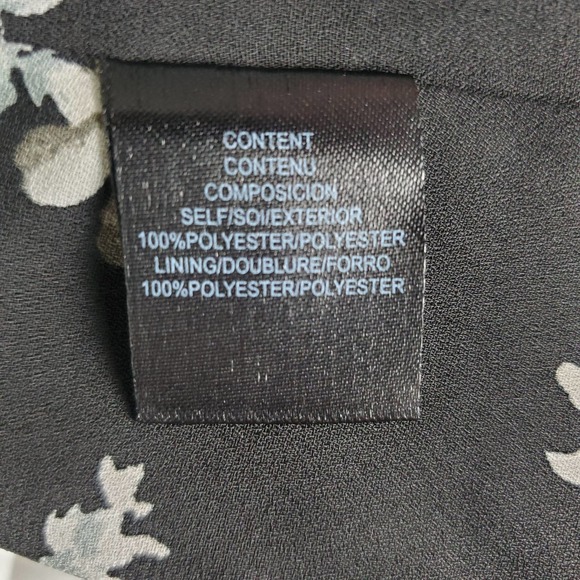 CONTENT
CONTENU
COMPOSICION
SELF/SOI/EXTERIOR
100%POLYESTER/POLYESTER
LINING/DOUBLURE/FORRO
100%POLYESTER/POLYESTER